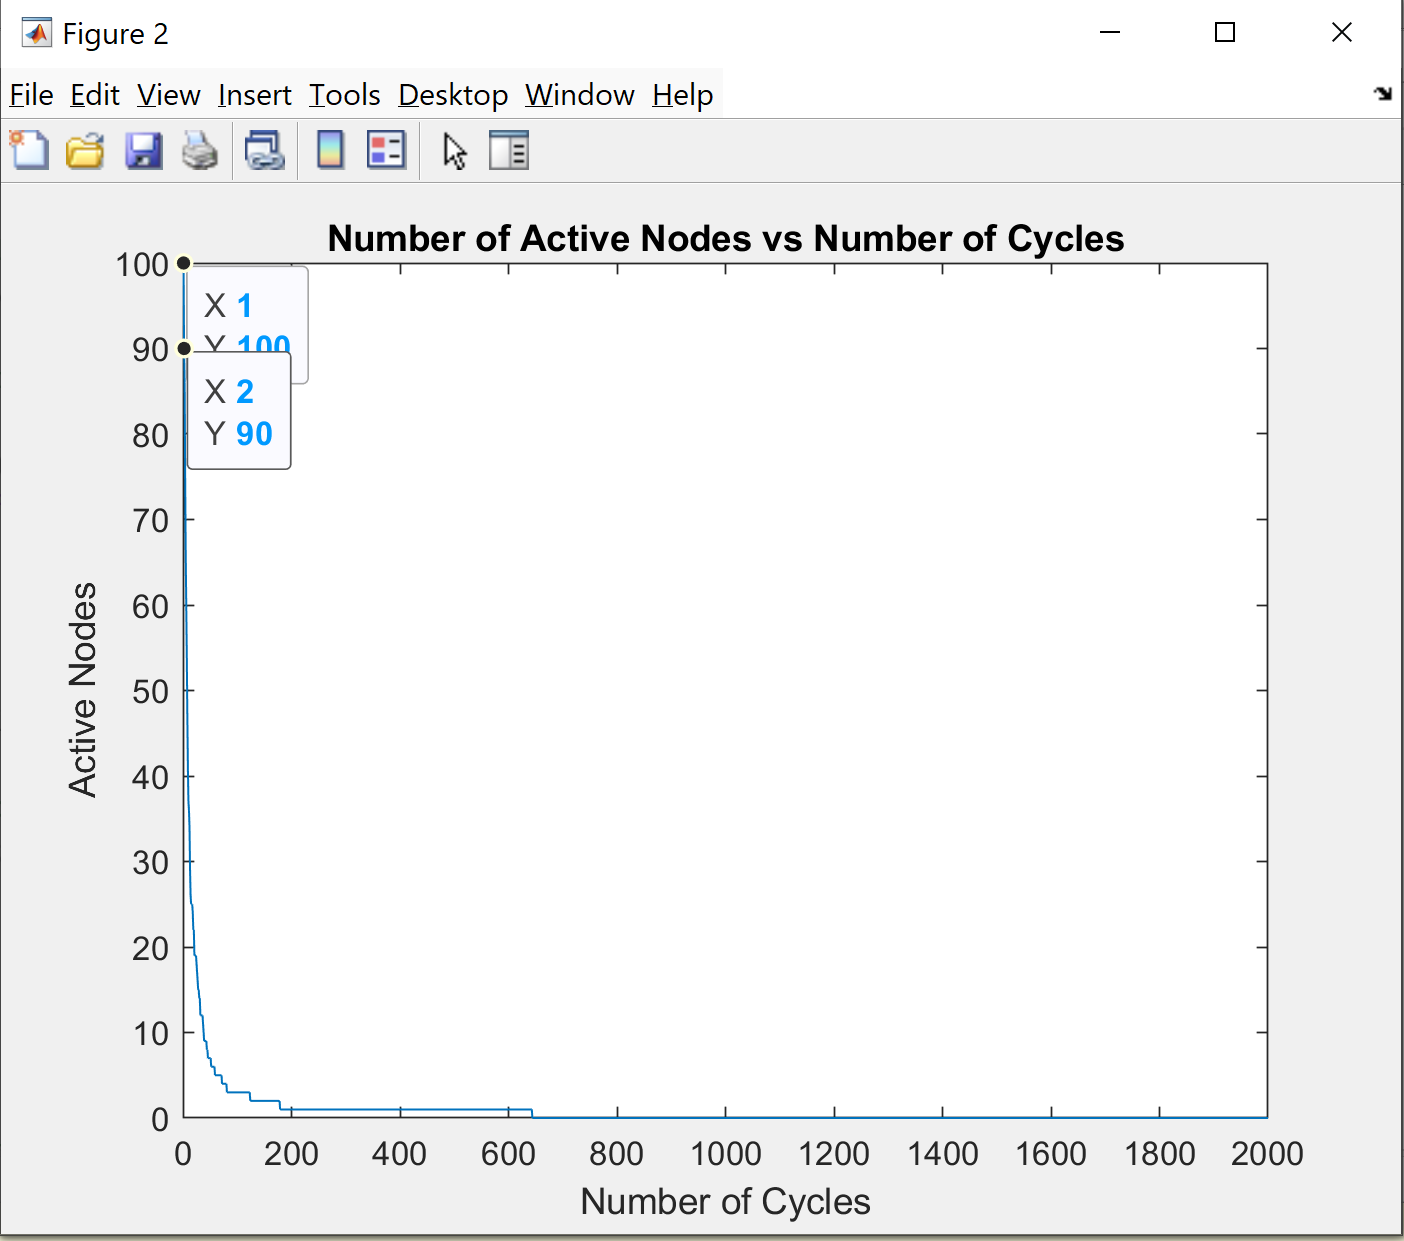 Figure 2
File Edit View Insert Tools Desktop Window Help
Number of Active Nodes vs Number of Cycles
100
90
80
70
60
50
40
30
20
10
0
X 1
Y 100
X 2
Y 90
Active Nodes
0 200 400 600 800 1000 1200 1400 1600 1800 2000
Number of Cycles